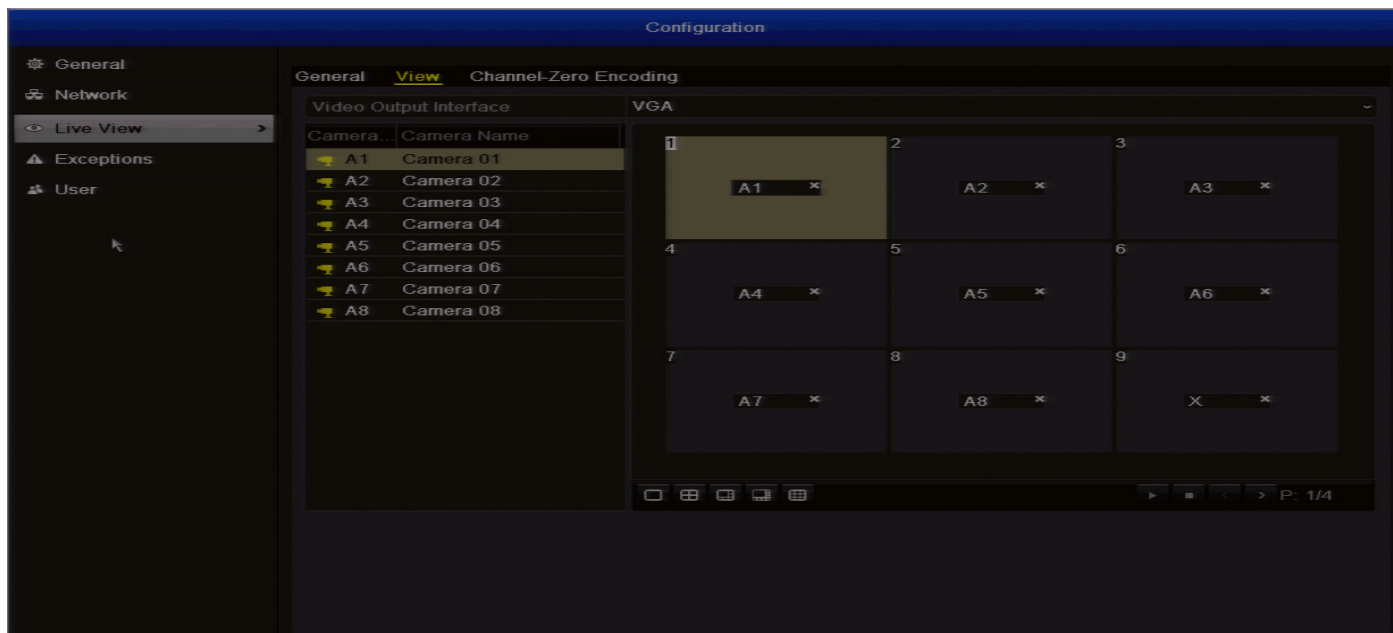 Configuration
General
Network
Live View
Exceptions
User
General View Channel-Zero Encoding
Video Output Interface VGA
Camera... Camera Name
A1 Camera 01
A2 Camera 02
A3 Camera 03
A4 Camera 04
A5 Camera 05
A6 Camera 06
A7 Camera 07
A8 Camera 08
1 2 3
A1 A2 A3
4 5 6
A4 A5 A6
7 8 9
A7 A8 X
P: 1/4